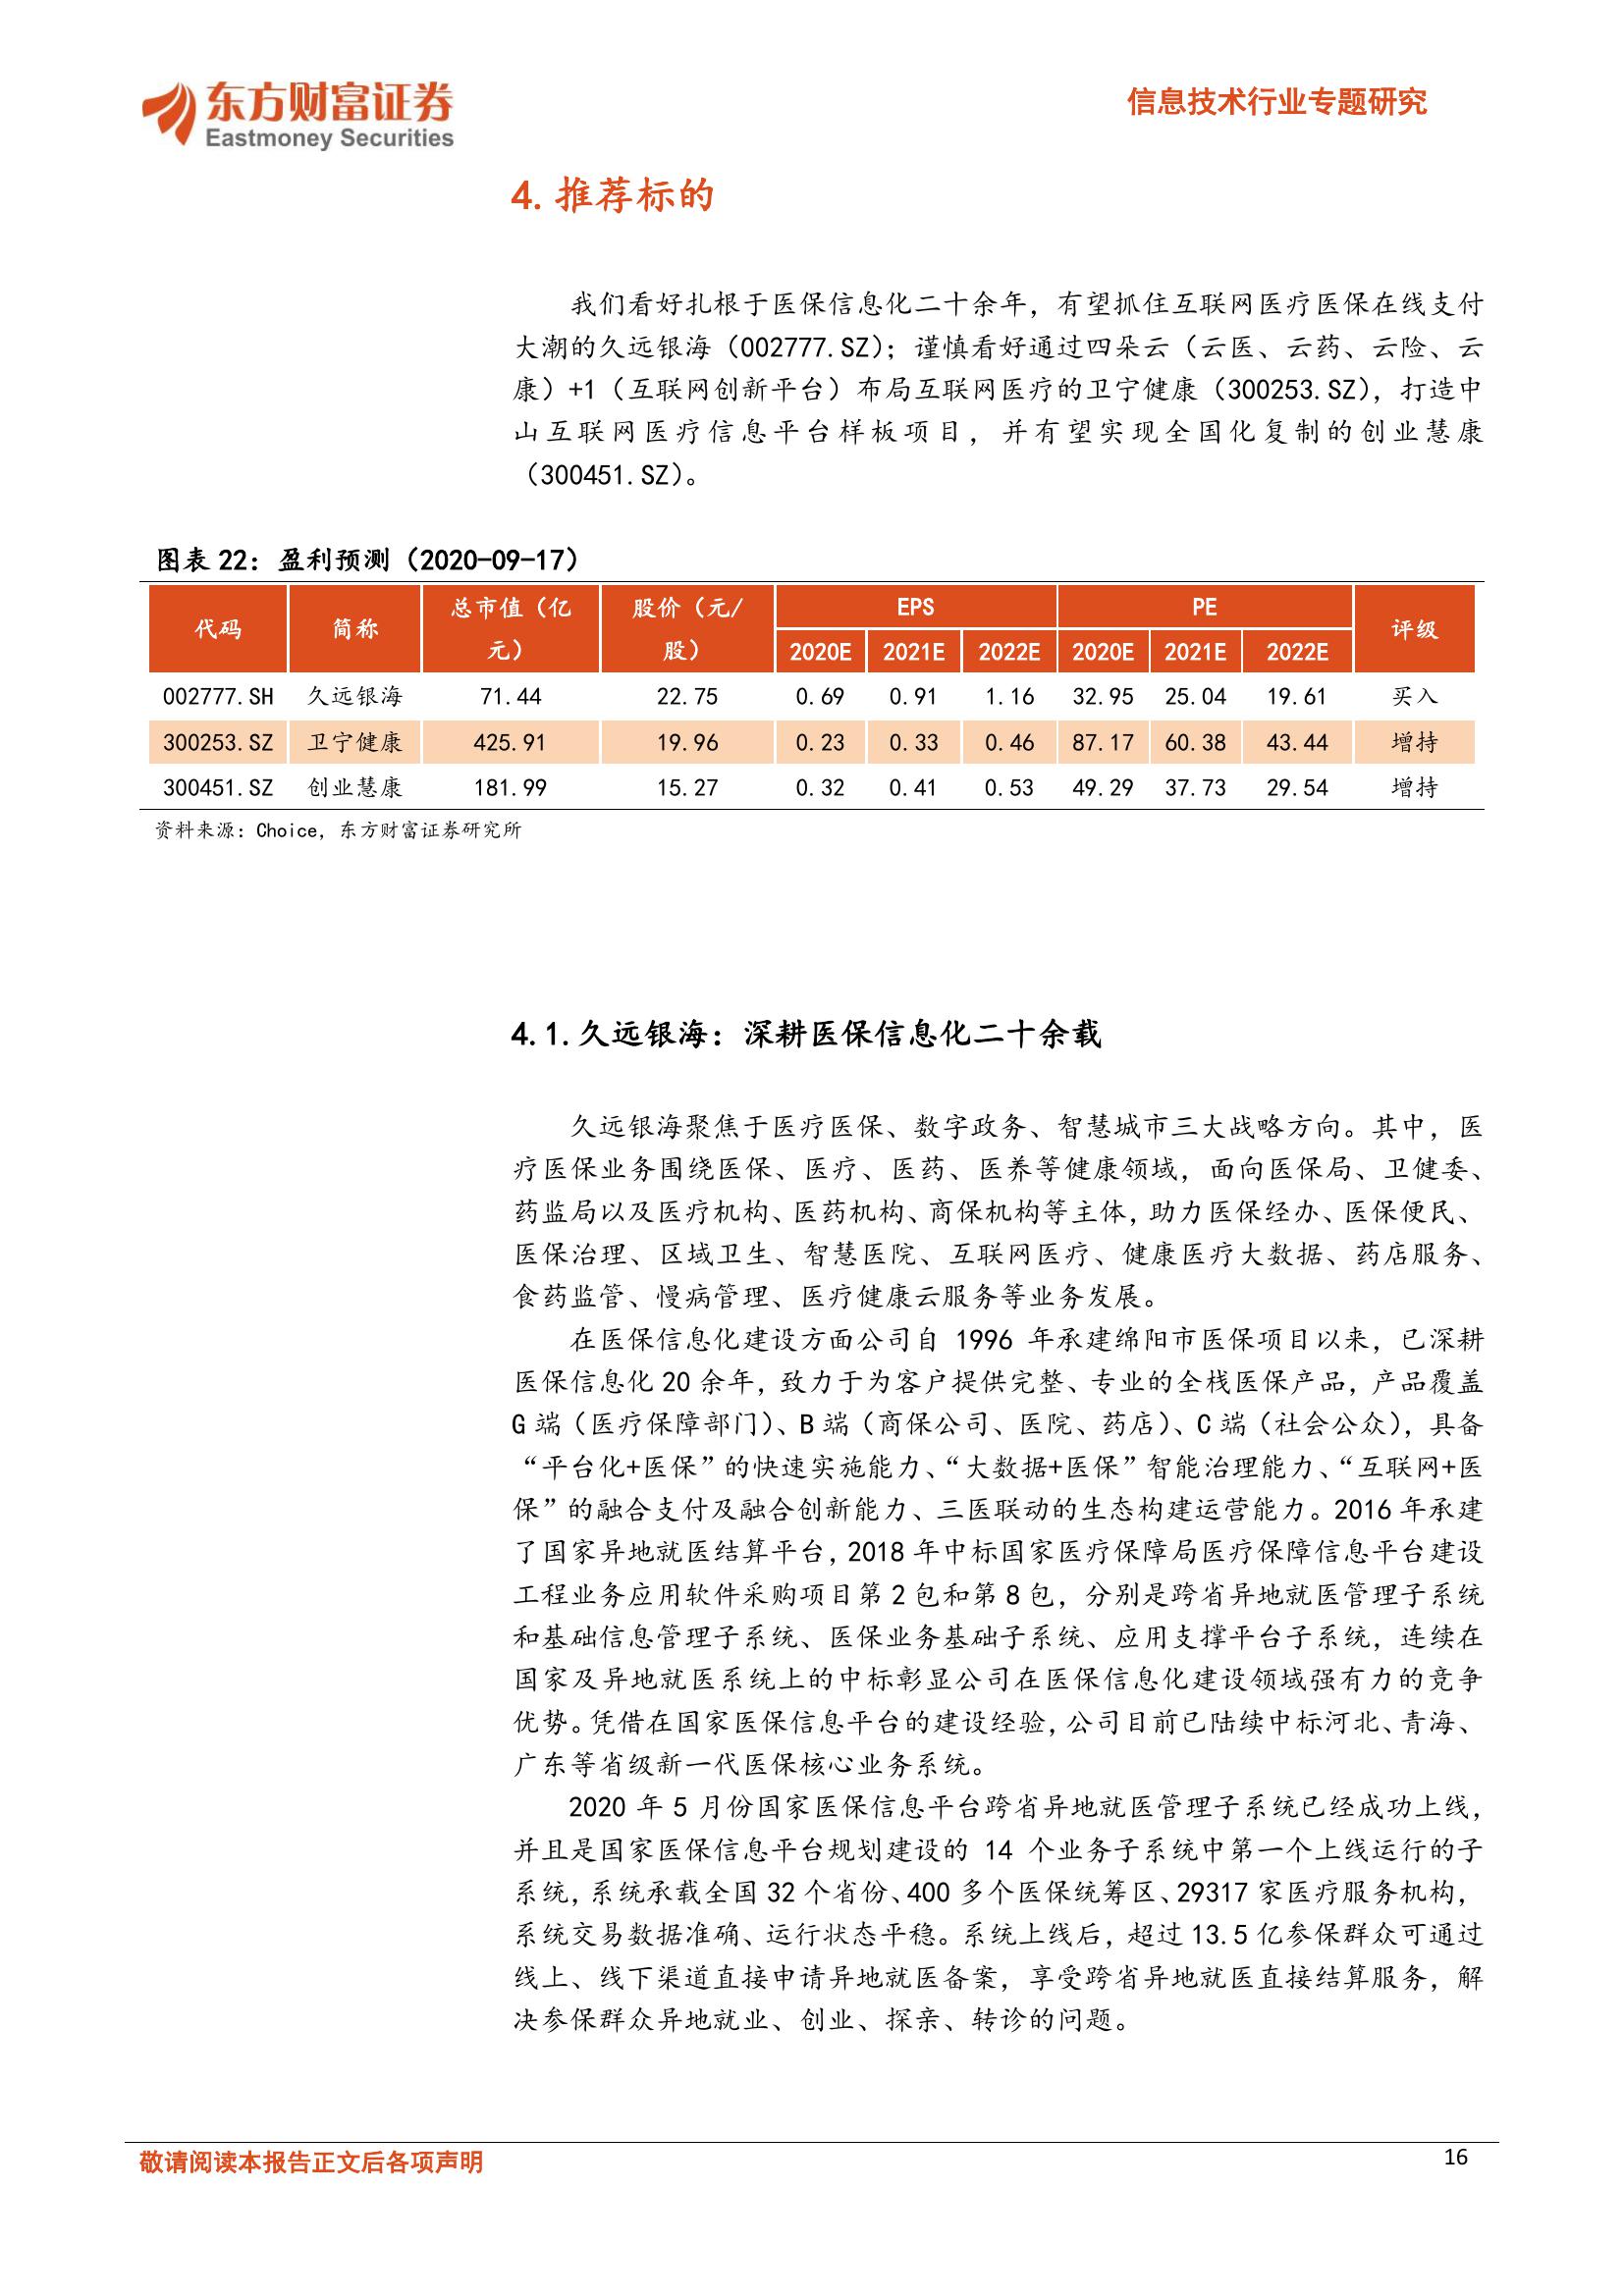 东方财富证券
Eastmoney Securities
信息技术行业专题研究
4.推荐标的
我们看好扎根于医保信息化二十余年，有望抓住互联网医疗医保在线支付
大潮的久远银海（002777.SZ）；谨慎看好通过四朵云（云医、云药、云险、云
康）+1（互联网创新平台）布局互联网医疗的卫宁健康（300253.SZ），打造中
山互联网医疗信息平台样板项目，并有望实现全国化复制的创业慧康
（300451.SZ）。
图表 22：盈利预测（2020-09-17）
代码 简称 总市值（亿元） 股价（元/股） EPS PE 评级
2020E 2021E 2022E 2020E 2021E 2022E
002777.SH 久远银海 71.44 22.75 0.69 0.91 1.16 32.95 25.04 19.61 买入
300253.SZ 卫宁健康 425.91 19.96 0.23 0.33 0.46 87.17 60.38 43.44 增持
300451.SZ 创业慧康 181.99 15.27 0.32 0.41 0.53 49.29 37.73 29.54 增持
资料来源：Choice，东方财富证券研究所
4.1.久远银海：深耕医保信息化二十余载
久远银海聚焦于医疗医保、数字政务、智慧城市三大战略方向。其中，医
疗医保业务围绕医保、医疗、医药、医养等健康领域，面向医保局、卫健委、
药监局以及医疗机构、医药机构、商保机构等主体，助力医保经办、医保便民、
医保治理、区域卫生、智慧医院、互联网医疗、健康医疗大数据、药店服务、
食药监管、慢病管理、医疗健康云服务等业务发展。
在医保信息化建设方面公司自 1996 年承建绵阳市医保项目以来，已深耕
医保信息化 20 余年，致力于为客户提供完整、专业的全栈医保产品，产品覆盖
G 端（医疗保障部门）、B 端（商保公司、医院、药店）、C 端（社会公众），具备
“平台化+医保”的快速实施能力、“大数据+医保”智能治理能力、“互联网+医
保”的融合支付及融合创新能力、三医联动的生态构建运营能力。2016 年承建
了国家异地就医结算平台，2018 年中标国家医疗保障局医疗保障信息平台建设
工程业务应用软件采购项目第 2 包和第 8 包，分别是跨省异地就医管理子系统
和基础信息管理子系统、医保业务基础子系统、应用支撑平台子系统，连续在
国家及异地就医系统上的中标彰显公司在医保信息化建设领域强有力的竞争
优势。凭借在国家医保信息平台的建设经验，公司目前已陆续中标河北、青海、
广东等省级新一代医保核心业务系统。
2020 年 5 月份国家医保信息平台跨省异地就医管理子系统已经成功上线，
并且是国家医保信息平台规划建设的 14 个业务子系统中第一个上线运行的子
系统，系统承载全国 32 个省份、400 多个医保统筹区、29317 家医疗服务机构，
系统交易数据准确、运行状态平稳。系统上线后，超过 13.5 亿参保群众可通过
线上、线下渠道直接申请异地就医备案，享受跨省异地就医直接结算服务，解
决参保群众异地就业、创业、探亲、转诊的问题。
敬请阅读本报告正文后各项声明
16